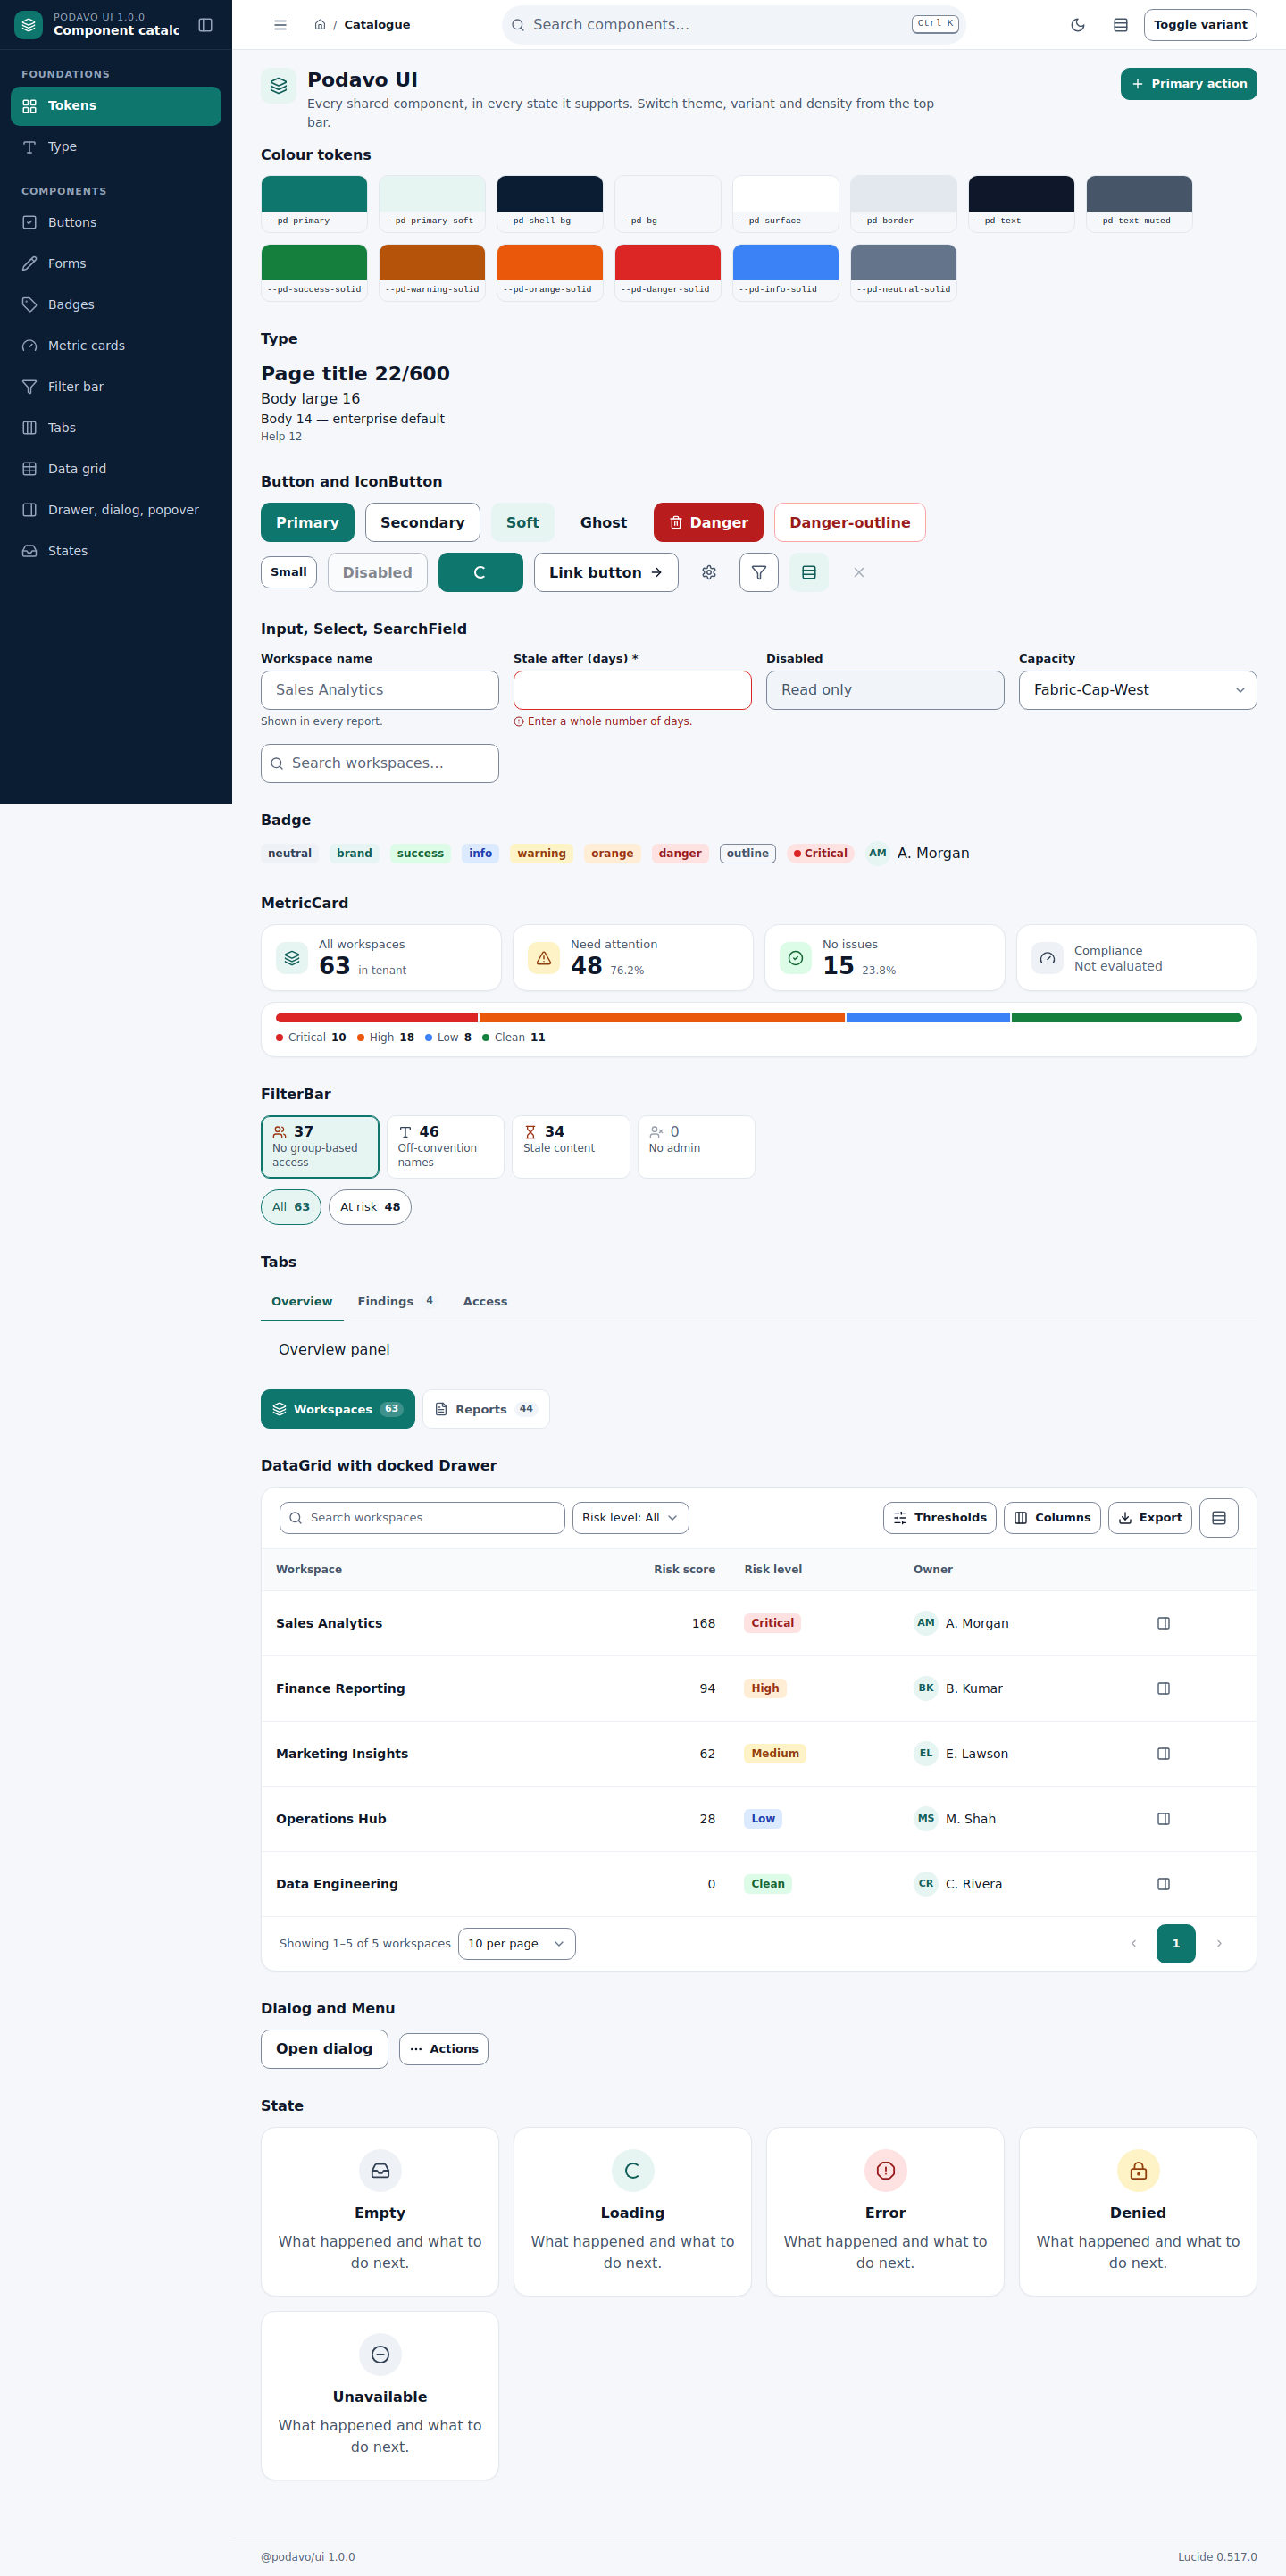 PODAVO UI 1.0.0
Component catalc
/ Catalogue
Search components...
Ctrl K
Toggle variant
FOUNDATIONS
Tokens
Type
COMPONENTS
Buttons
Forms
Badges
Metric cards
Filter bar
Tabs
Data grid
Drawer, dialog, popover
States
Podavo UI
Every shared component, in every state it supports. Switch theme, variant and density from the top
bar.
Primary action
Colour tokens
--pd-primary --pd-primary-soft --pd-shell-bg --pd-bg --pd-surface --pd-border --pd-text --pd-text-muted
--pd-success-solid --pd-warning-solid --pd-orange-solid --pd-danger-solid --pd-info-solid --pd-neutral-solid
Type
Page title 22/600
Body large 16
Body 14 — enterprise default
Help 12
Button and IconButton
Primary Secondary Soft Ghost Danger Danger-outline
Small Disabled Link button
Input, Select, SearchField
Workspace name Stale after (days) * Disabled Capacity
Sales Analytics Read only Fabric-Cap-West
Shown in every report. Enter a whole number of days.
Search workspaces...
Badge
neutral brand success info warning orange danger outline Critical AM A. Morgan
MetricCard
All workspaces
63 in tenant
Need attention
48 76.2%
No issues
15 23.8%
Compliance
Not evaluated
Critical 10 High 18 Low 8 Clean 11
FilterBar
37
No group-based
access
46
Off-convention
names
34
Stale content
0
No admin
All 63 At risk 48
Tabs
Overview Findings 4 Access
Overview panel
Workspaces 63 Reports 44
DataGrid with docked Drawer
Search workspaces Risk level: All Thresholds Columns Export
Workspace Risk score Risk level Owner
Sales Analytics 168 Critical AM A. Morgan
Finance Reporting 94 High BK B. Kumar
Marketing Insights 62 Medium EL E. Lawson
Operations Hub 28 Low MS M. Shah
Data Engineering 0 Clean CR C. Rivera
Showing 1–5 of 5 workspaces 10 per page 1
Dialog and Menu
Open dialog Actions
State
Empty
What happened and what to
do next.
Loading
What happened and what to
do next.
Error
What happened and what to
do next.
Denied
What happened and what to
do next.
Unavailable
What happened and what to
do next.
@podavo/ui 1.0.0 Lucide 0.517.0